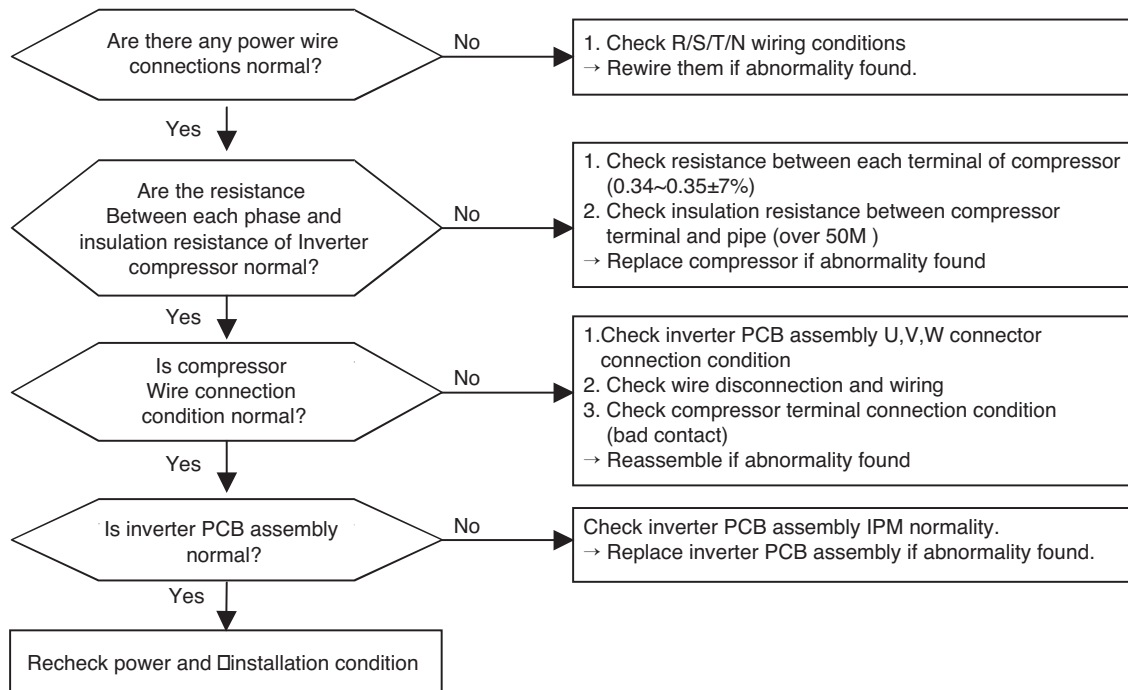 Are there any power wire
connections normal?
No
1. Check R/S/T/N wiring conditions
→ Rewire them if abnormality found.
Yes
Are the resistance
Between each phase and
insulation resistance of Inverter
compressor normal?
No
1. Check resistance between each terminal of compressor
(0.34~0.35±7%)
2. Check insulation resistance between compressor
terminal and pipe (over 50M )
→ Replace compressor if abnormality found
Yes
Is compressor
Wire connection
condition normal?
No
1.Check inverter PCB assembly U,V,W connector
connection condition
2. Check wire disconnection and wiring
3. Check compressor terminal connection condition
(bad contact)
→ Reassemble if abnormality found
Yes
Is inverter PCB assembly
normal?
No
Check inverter PCB assembly IPM normality.
→ Replace inverter PCB assembly if abnormality found.
Yes
Recheck power and □installation condition